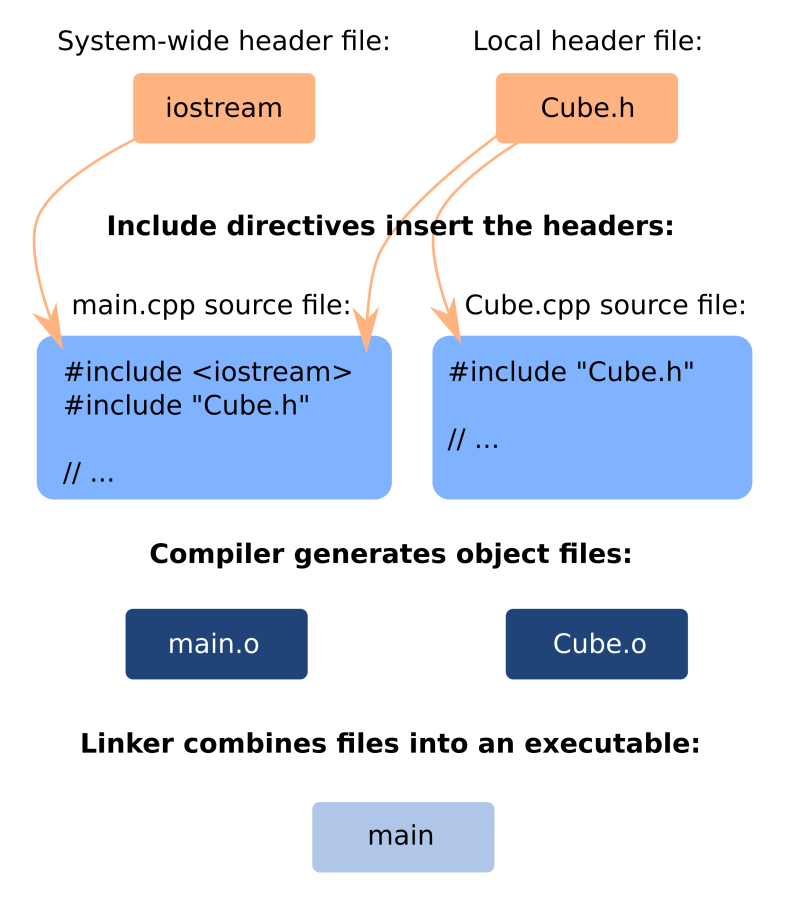 System-wide header file:
Local header file:
iostream
Cube.h
Include directives insert the headers:
main.cpp source file:
Cube.cpp source file:
#include <iostream>
#include "Cube.h"
// ...
#include "Cube.h"
// ...
Compiler generates object files:
main.o
Cube.o
Linker combines files into an executable:
main